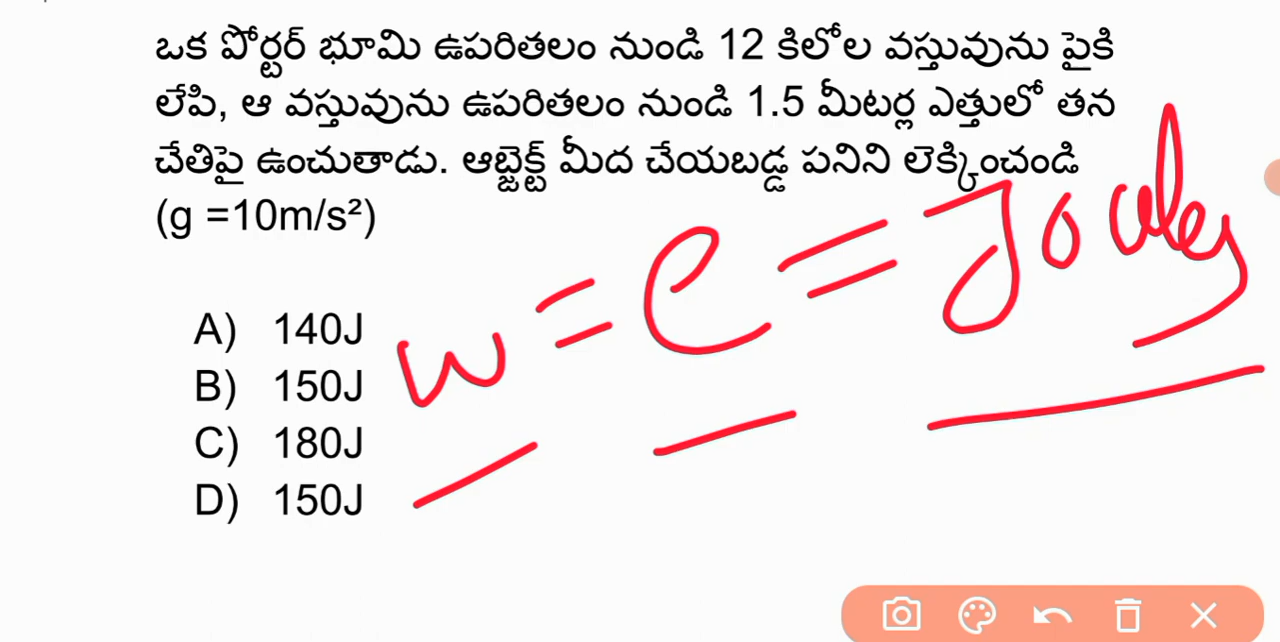 ఒక పోర్టర్ భూమి ఉపరితలం నుండి 12 కిలోల వస్తువును పైకి
లేపి, ఆ వస్తువును ఉపరితలం నుండి 1.5 మీటర్ల ఎత్తులో తన
చేతిపై ఉంచుతాడు. ఆబ్జెక్ట్ మీద చేయబడ్డ పనిని లెక్కించండి
(g =10m/s²)
w = e = Joules
A) 140J
B) 150J
C) 180J
D) 150J